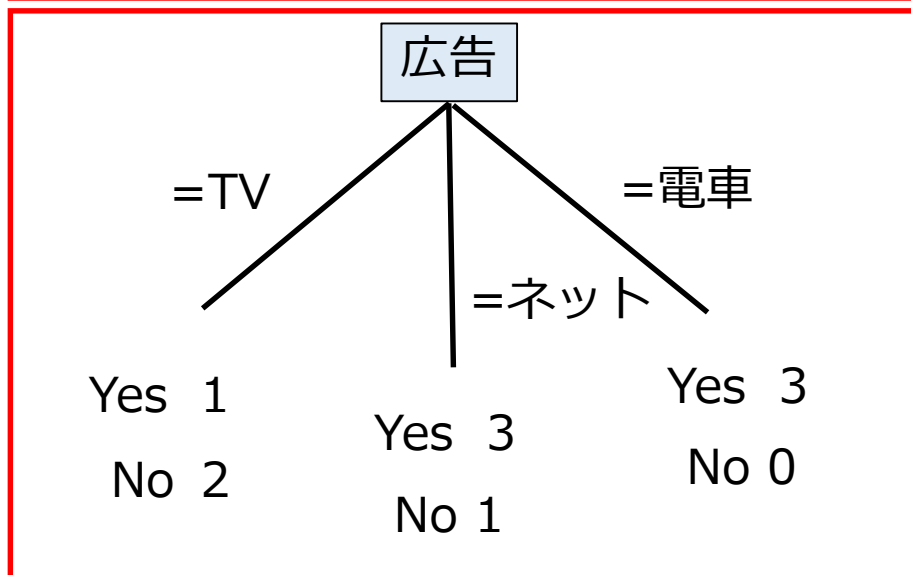 広告
=TV
=電車
=ネット
Yes 1
No 2
Yes 3
No 1
Yes 3
No 0